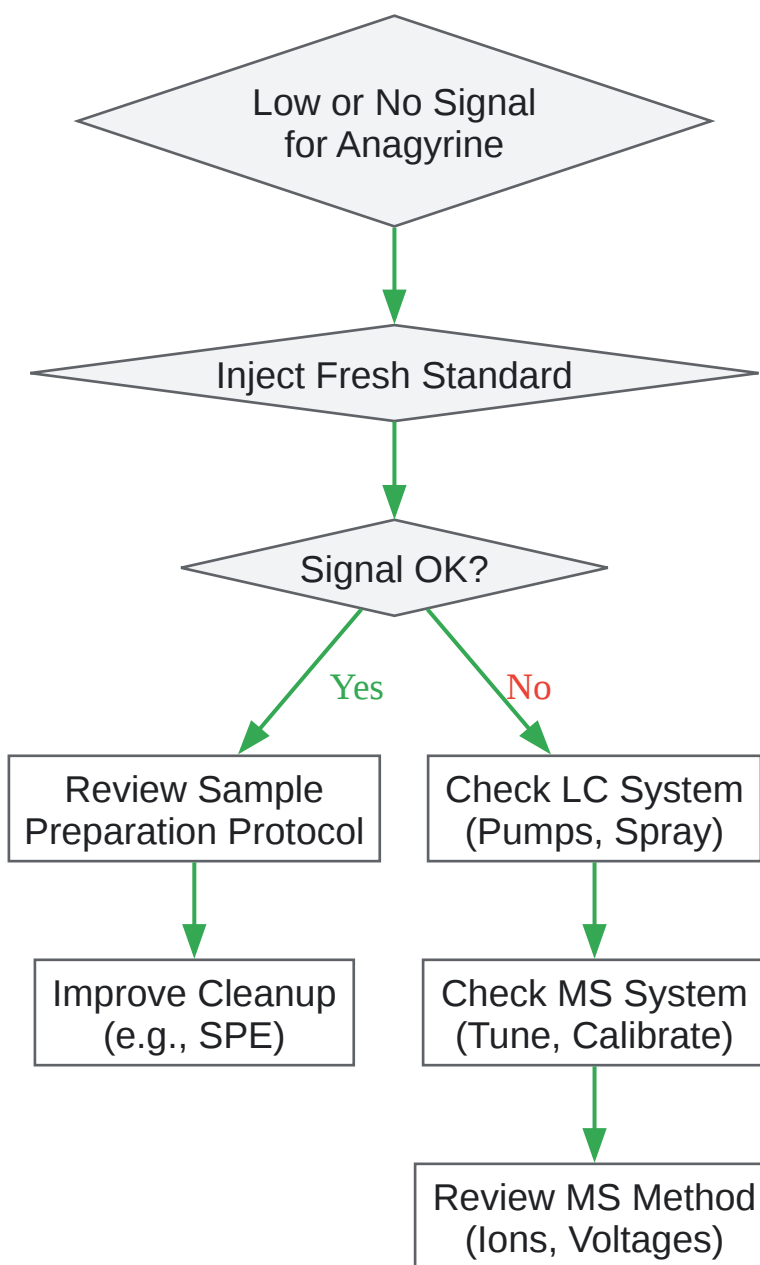 Low or No Signal
for Anagyrine
Inject Fresh Standard
Signal OK?
Yes
No
Review Sample
Preparation Protocol
Check LC System
(Pumps, Spray)
Improve Cleanup
(e.g., SPE)
Check MS System
(Tune, Calibrate)
Review MS Method
(Ions, Voltages)